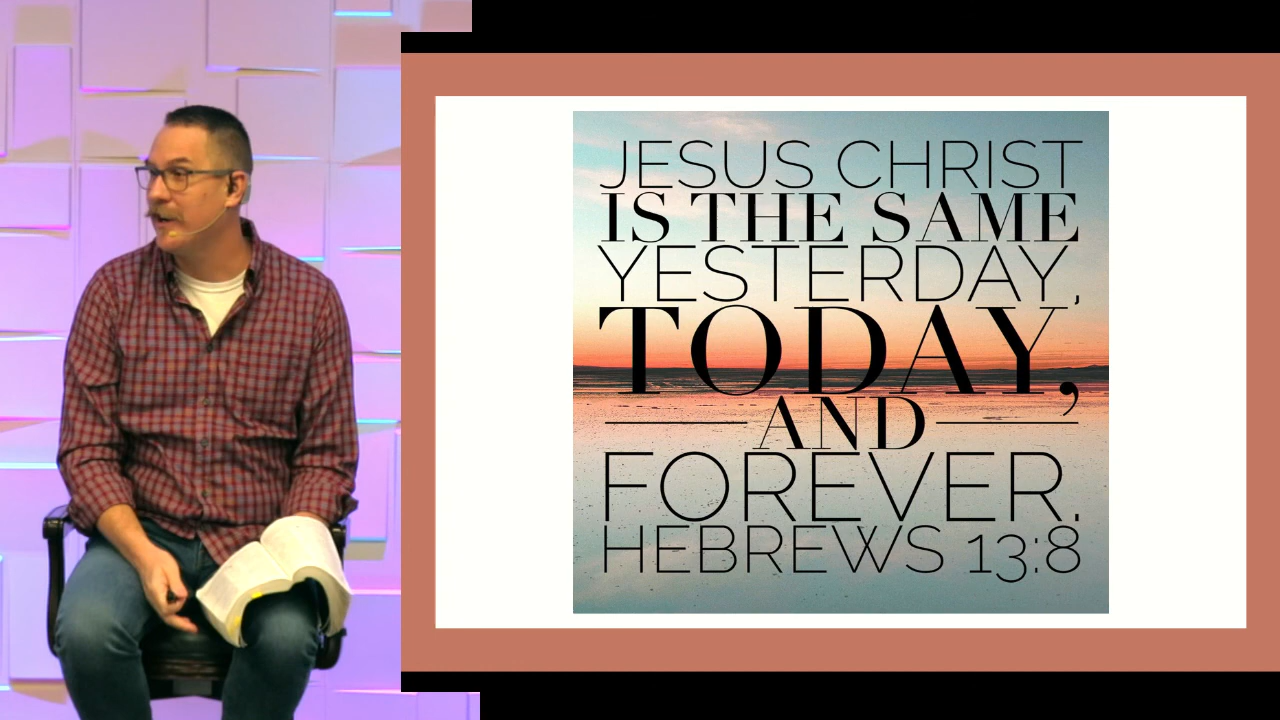 JESUS CHRIST
IS THE SAME
YESTERDAY,
TODAY,
AND
FOREVER.
HEBREWS 13:8